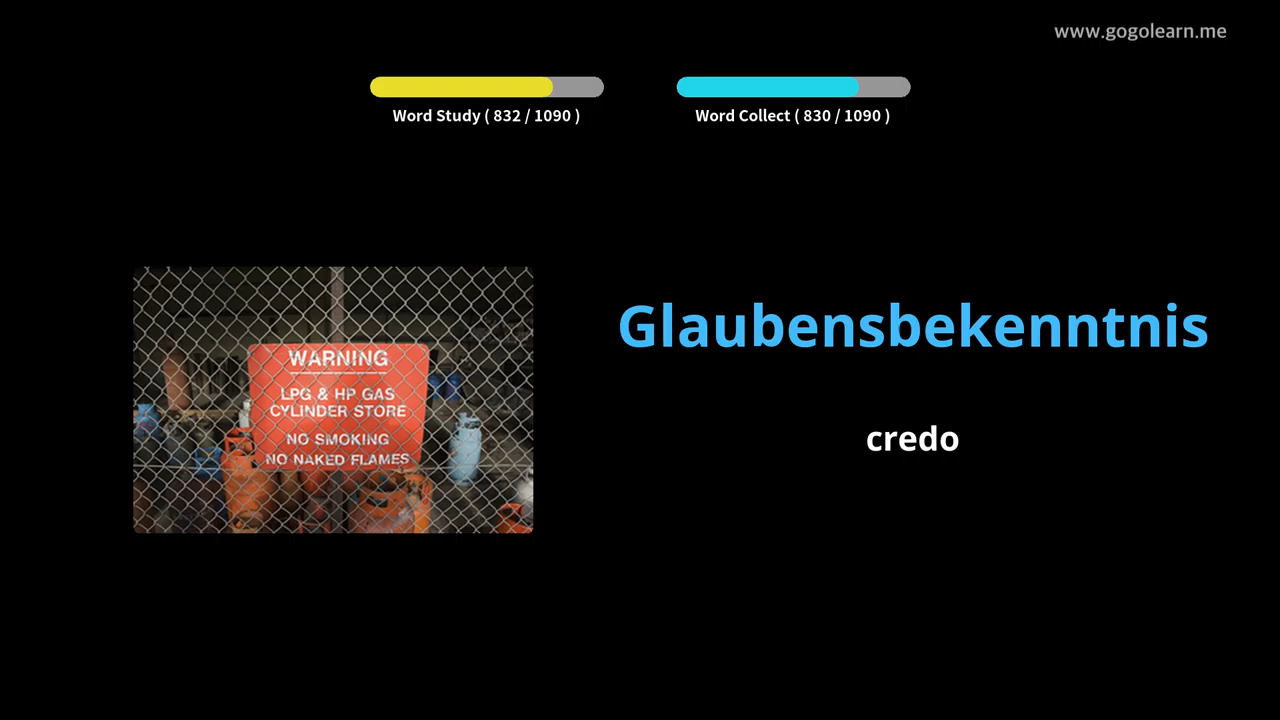 www.gogolearn.me
Word Study ( 832 / 1090 )
Word Collect ( 830 / 1090 )
WARNING
LPG & HP GAS
CYLINDER STORE
NO SMOKING
NO NAKED FLAMES
Glaubensbekenntnis
credo